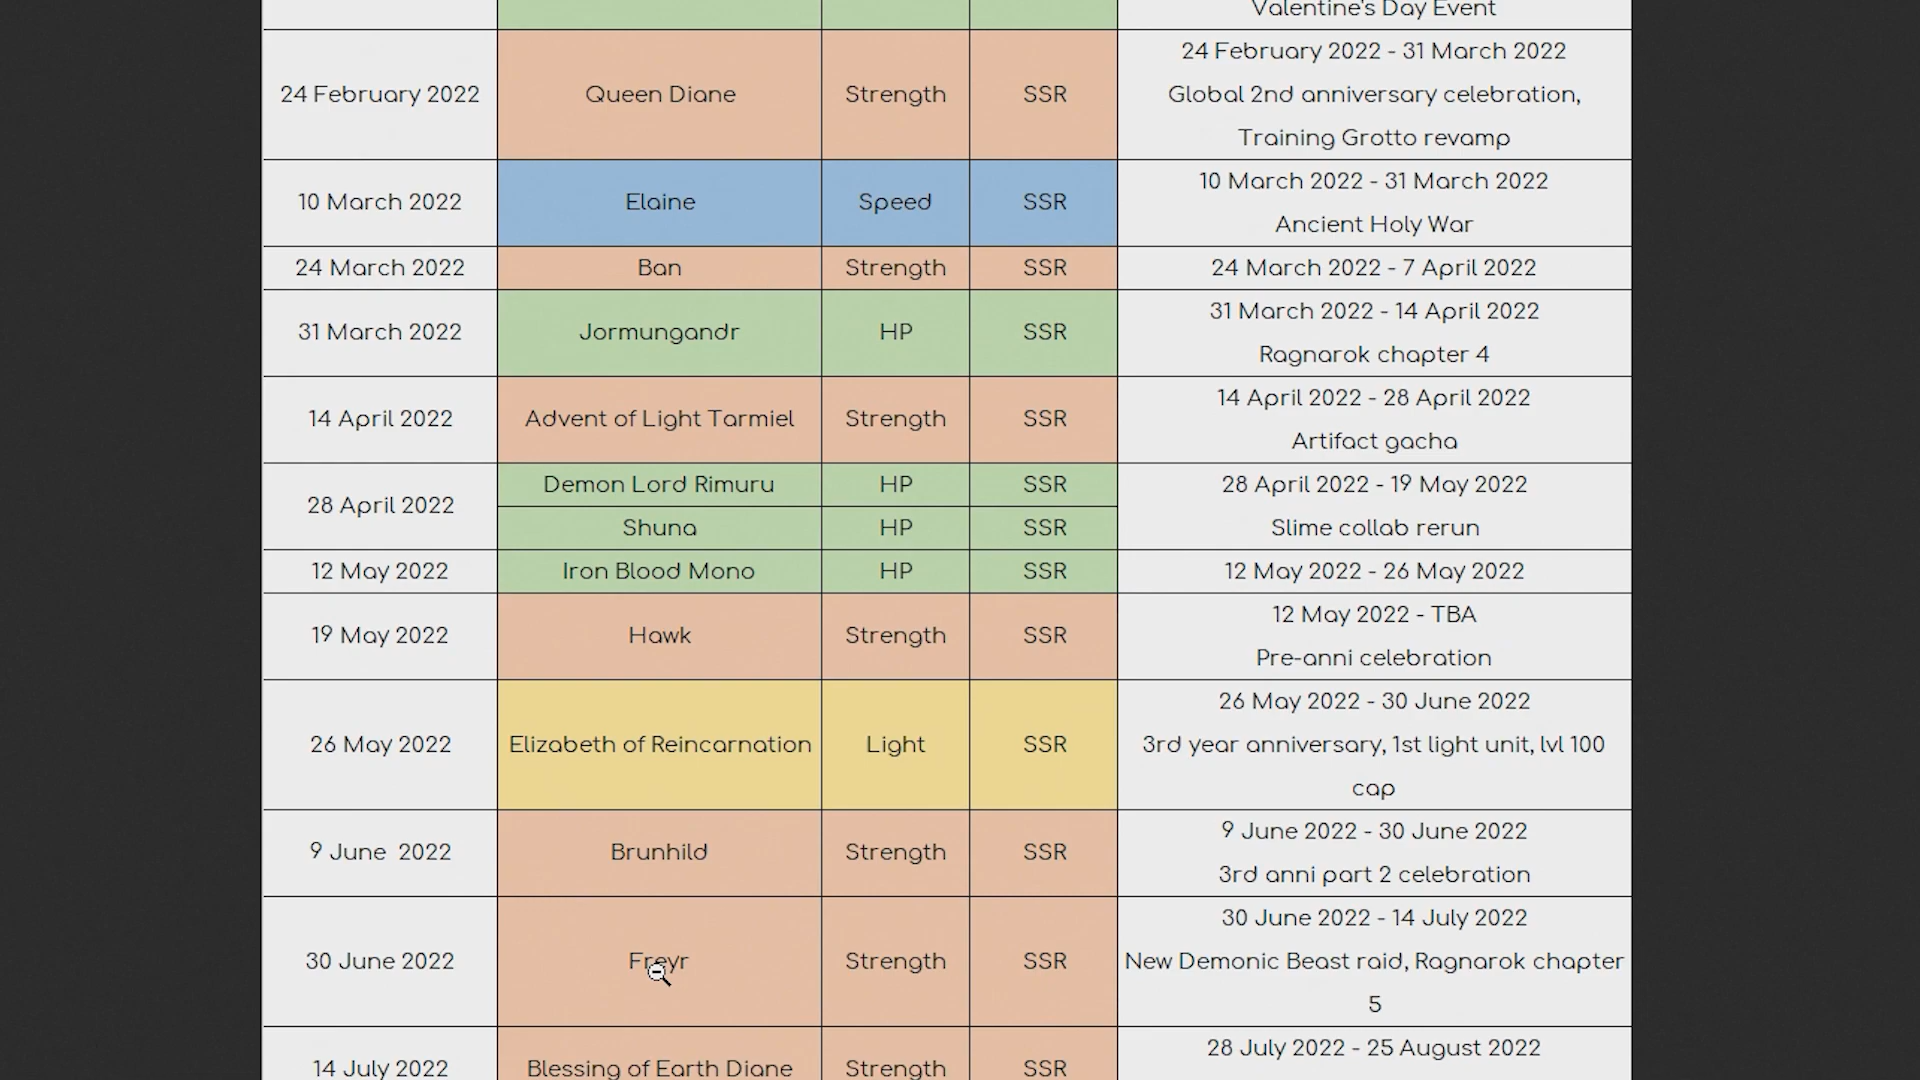 Valentine's Day Event
24 February 2022 Queen Diane Strength SSR 24 February 2022 - 31 March 2022
Global 2nd anniversary celebration,
Training Grotto revamp
10 March 2022 Elaine Speed SSR 10 March 2022 - 31 March 2022
Ancient Holy War
24 March 2022 Ban Strength SSR 24 March 2022 - 7 April 2022
31 March 2022 Jormungandr HP SSR 31 March 2022 - 14 April 2022
Ragnarok chapter 4
14 April 2022 Advent of Light Tarmiel Strength SSR 14 April 2022 - 28 April 2022
Artifact gacha
28 April 2022 Demon Lord Rimuru HP SSR 28 April 2022 - 19 May 2022
Shuna HP SSR Slime collab rerun
12 May 2022 Iron Blood Mono HP SSR 12 May 2022 - 26 May 2022
19 May 2022 Hawk Strength SSR 12 May 2022 - TBA
Pre-anni celebration
26 May 2022 Elizabeth of Reincarnation Light SSR 26 May 2022 - 30 June 2022
3rd year anniversary, 1st light unit, lvl 100
cap
9 June 2022 Brunhild Strength SSR 9 June 2022 - 30 June 2022
3rd anni part 2 celebration
30 June 2022 Freyr Strength SSR 30 June 2022 - 14 July 2022
New Demonic Beast raid, Ragnarok chapter
5
14 July 2022 Blessing of Earth Diane Strength SSR 28 July 2022 - 25 August 2022